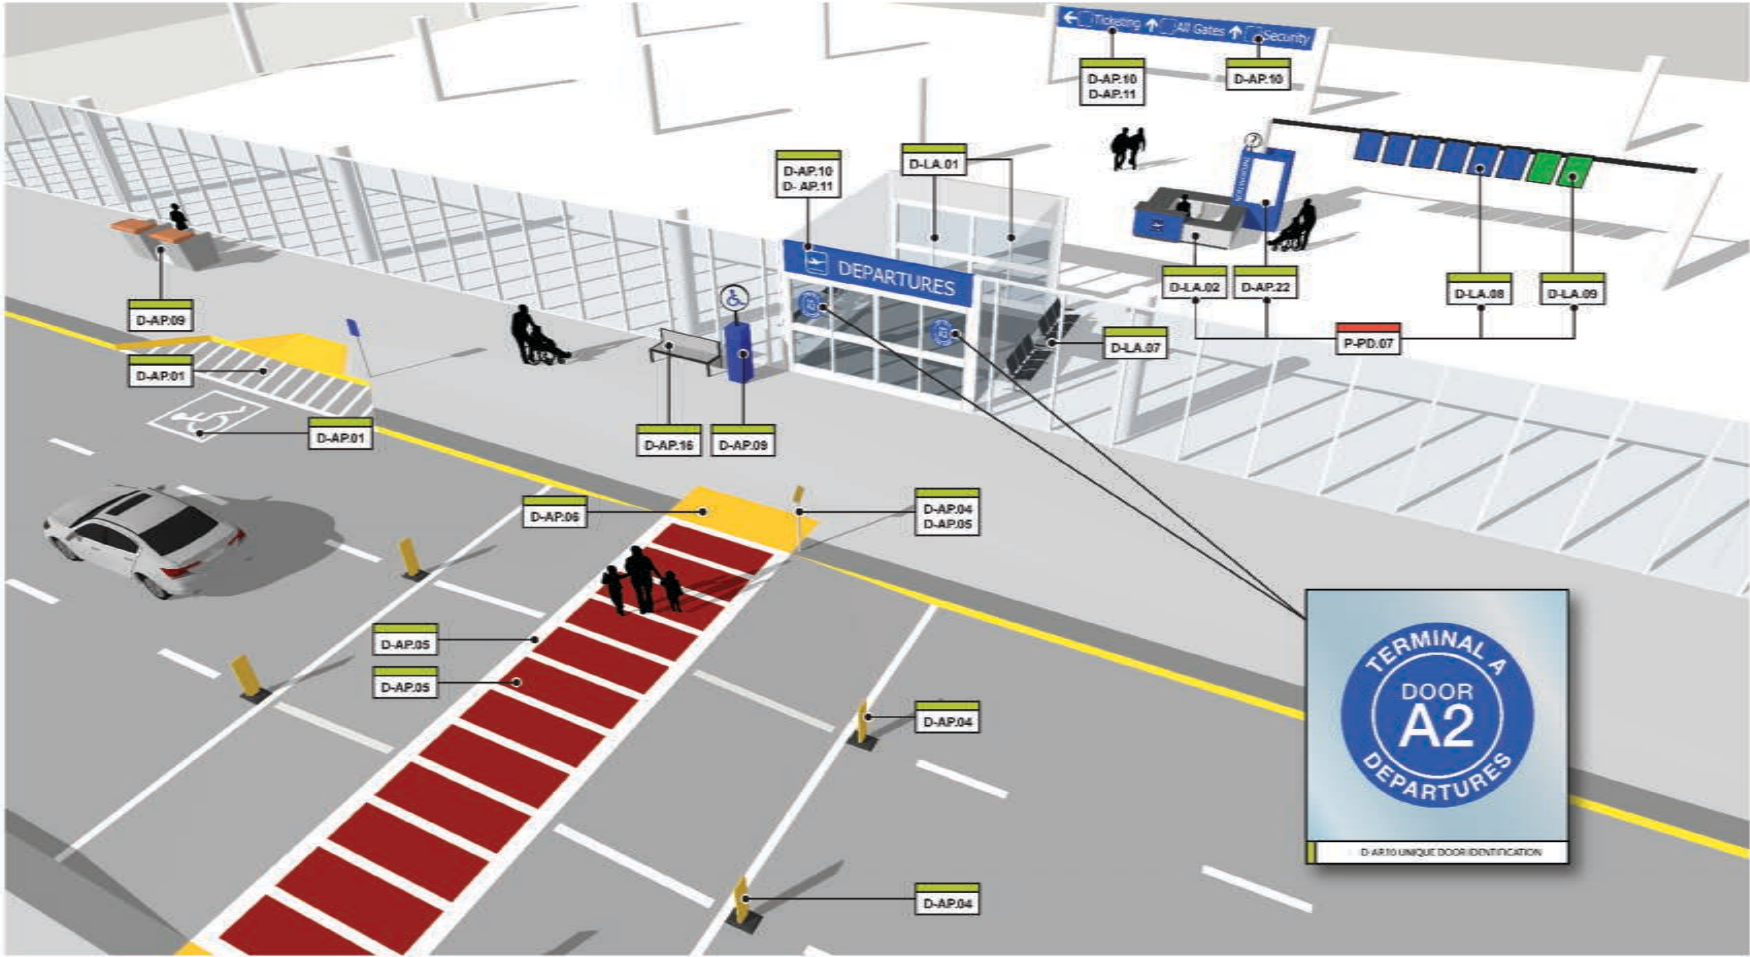 Ticketing
All Gates
Security
D-AP.10
D-AP.11
D-AP.10
D-AP.10
D- AP.11
D-LA.01
?
INFORMATION
D-LA.02
D-AP.22
D-LA.08
D-LA.09
P-PD.07
DEPARTURES
A2
A2
D-LA.07
D-AP.09
D-AP.01
D-AP.01
D-AP.16
D-AP.09
D-AP.06
D-AP.04
D-AP.05
D-AP.05
D-AP.05
D-AP.04
D-AP.04
TERMINAL A
DOOR
A2
DEPARTURES
D-AP.10 UNIQUE DOOR IDENTIFICATION